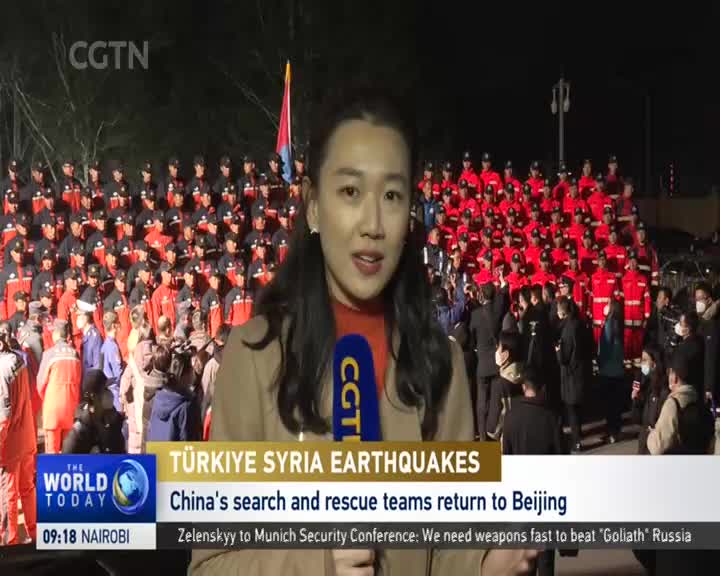 CGTN
CGTN
TÜRKIYE SYRIA EARTHQUAKES
THE
WORLD
TODAY
China's search and rescue teams return to Beijing
09:18 NAIROBI
Zelenskyy to Munich Security Conference: We need weapons fast to beat "Goliath" Russia